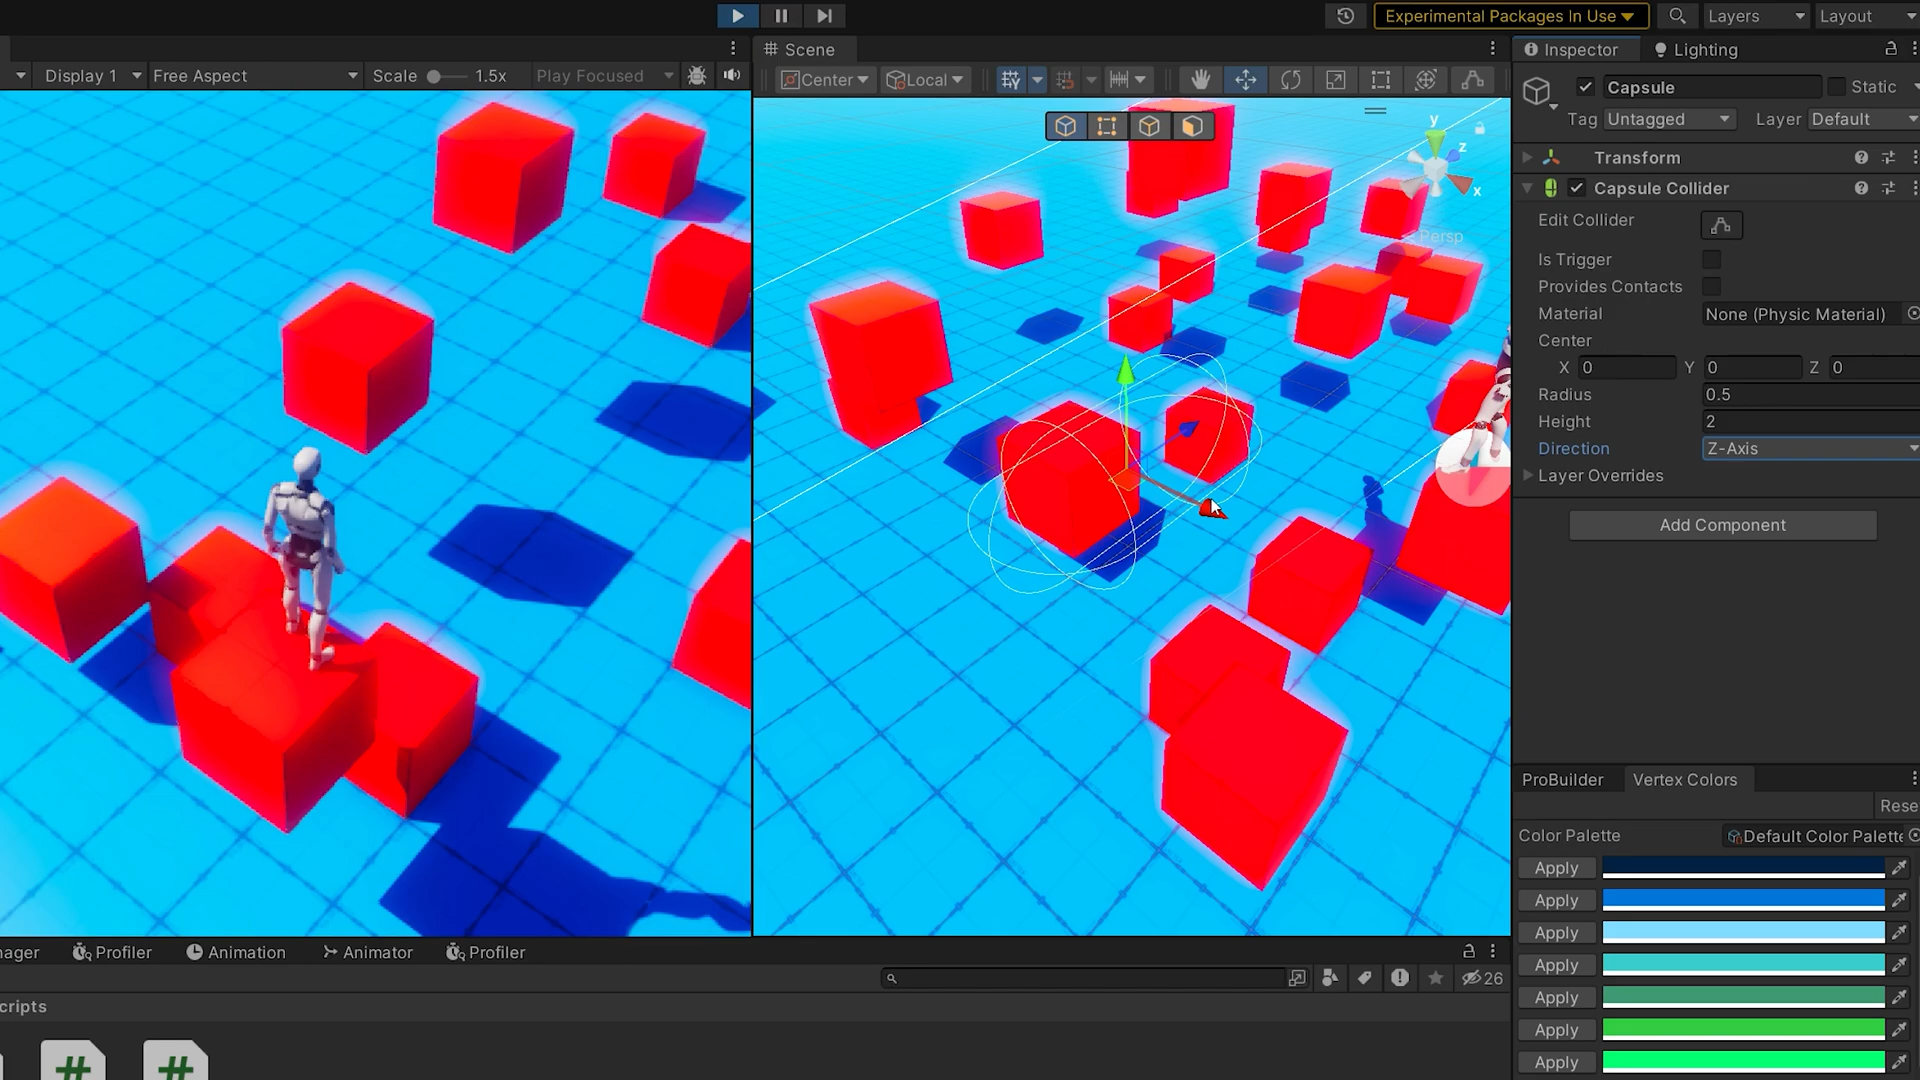 Experimental Packages In Use
Layers
Layout
Display 1
Free Aspect
Scale
1.5x
Play Focused
Scene
Center
Local
y
z
x
Persp
Inspector
Lighting
Capsule
Static
Tag
Untagged
Layer
Default
Transform
Capsule Collider
Edit Collider
Is Trigger
Provides Contacts
Material
None (Physic Material)
Center
X 0 Y 0 Z 0
Radius 0.5
Height 2
Direction Z-Axis
Layer Overrides
Add Component
ProBuilder
Vertex Colors
Rese
Color Palette
Default Color Palette
Apply
Apply
Apply
Apply
Apply
Apply
Apply
ager
Profiler
Animation
Animator
Profiler
26
cripts
#
#